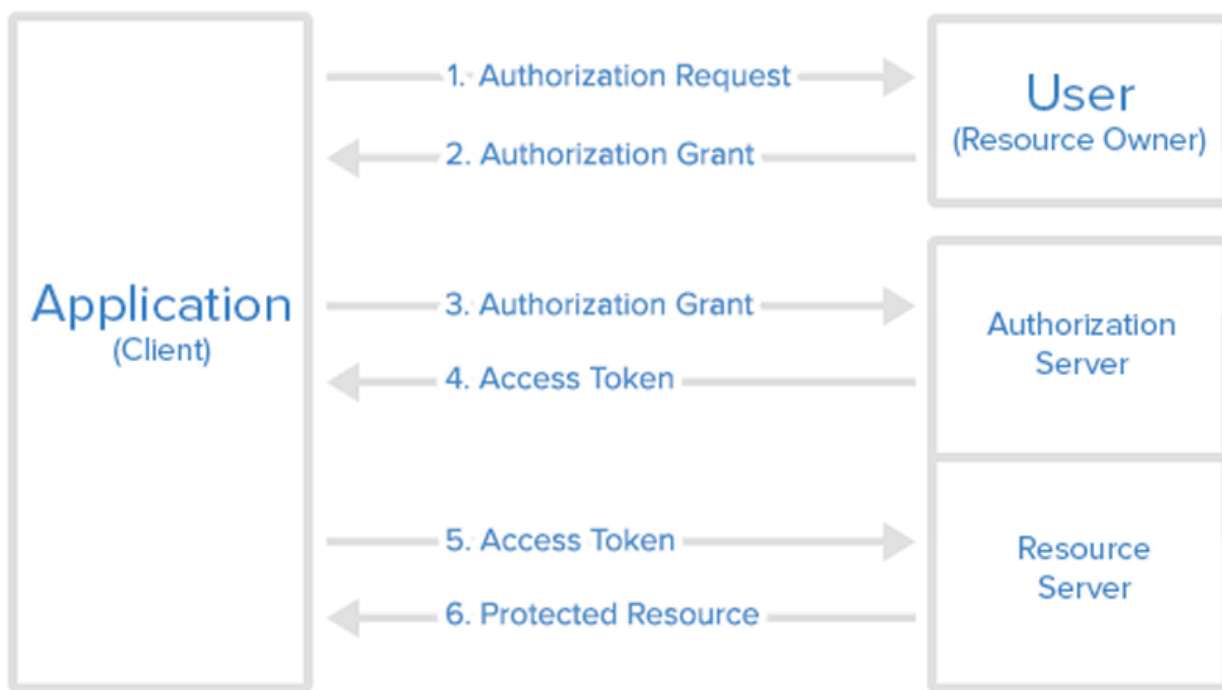 1. Authorization Request
User
(Resource Owner)
2. Authorization Grant
Application
(Client)
3. Authorization Grant
Authorization
Server
4. Access Token
5. Access Token
Resource
Server
6. Protected Resource